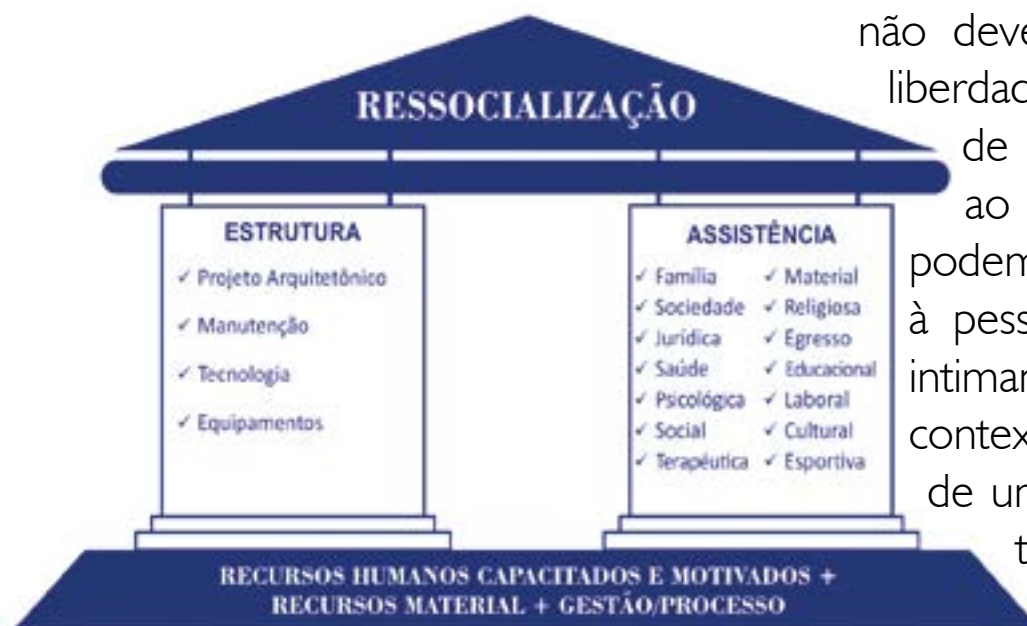 RESSOCIALIZAÇÃO
ESTRUTURA
✓ Projeto Arquitetônico
✓ Manutenção
✓ Tecnologia
✓ Equipamentos
ASSISTÊNCIA
✓ Família ✓ Material
✓ Sociedade ✓ Religiosa
✓ Jurídica ✓ Egresso
✓ Saúde ✓ Educacional
✓ Psicológica ✓ Laboral
✓ Social ✓ Cultural
✓ Terapêutica ✓ Esportiva
RECURSOS HUMANOS CAPACITADOS E MOTIVADOS +
RECURSOS MATERIAL + GESTÃO/PROCESSO
não deve
liberdad
de
ao
podem
à pess
intimar
contex
de ur
t